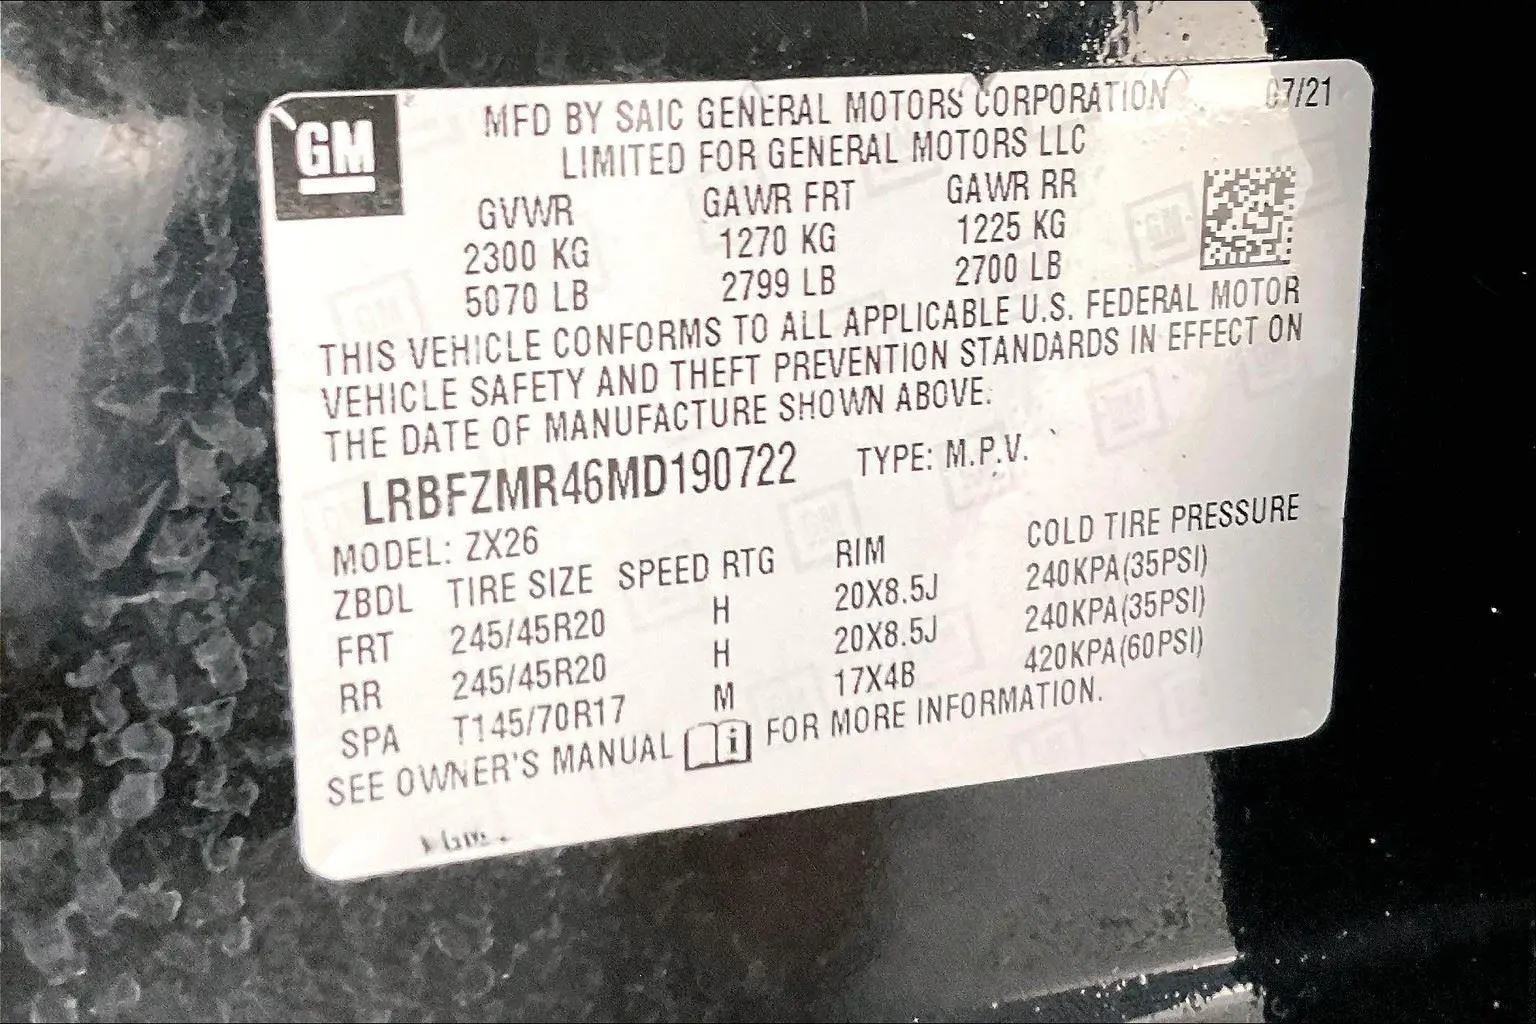 GM
MFD BY SAIC GENERAL MOTORS CORPORATION 07/21
LIMITED FOR GENERAL MOTORS LLC
GVWR GAWR FRT GAWR RR
2300 KG 1270 KG 1225 KG
5070 LB 2799 LB 2700 LB
THIS VEHICLE CONFORMS TO ALL APPLICABLE U.S. FEDERAL MOTOR
VEHICLE SAFETY AND THEFT PREVENTION STANDARDS IN EFFECT ON
THE DATE OF MANUFACTURE SHOWN ABOVE.
LRBFZMR46MD190722 TYPE: M.P.V.
MODEL: ZX26
ZBDL TIRE SIZE SPEED RTG RIM COLD TIRE PRESSURE
FRT 245/45R20 H 20X8.5J 240KPA(35PSI)
RR 245/45R20 H 20X8.5J 240KPA(35PSI)
SPA T145/70R17 M 17X4B 420KPA(60PSI)
SEE OWNER'S MANUAL i FOR MORE INFORMATION.